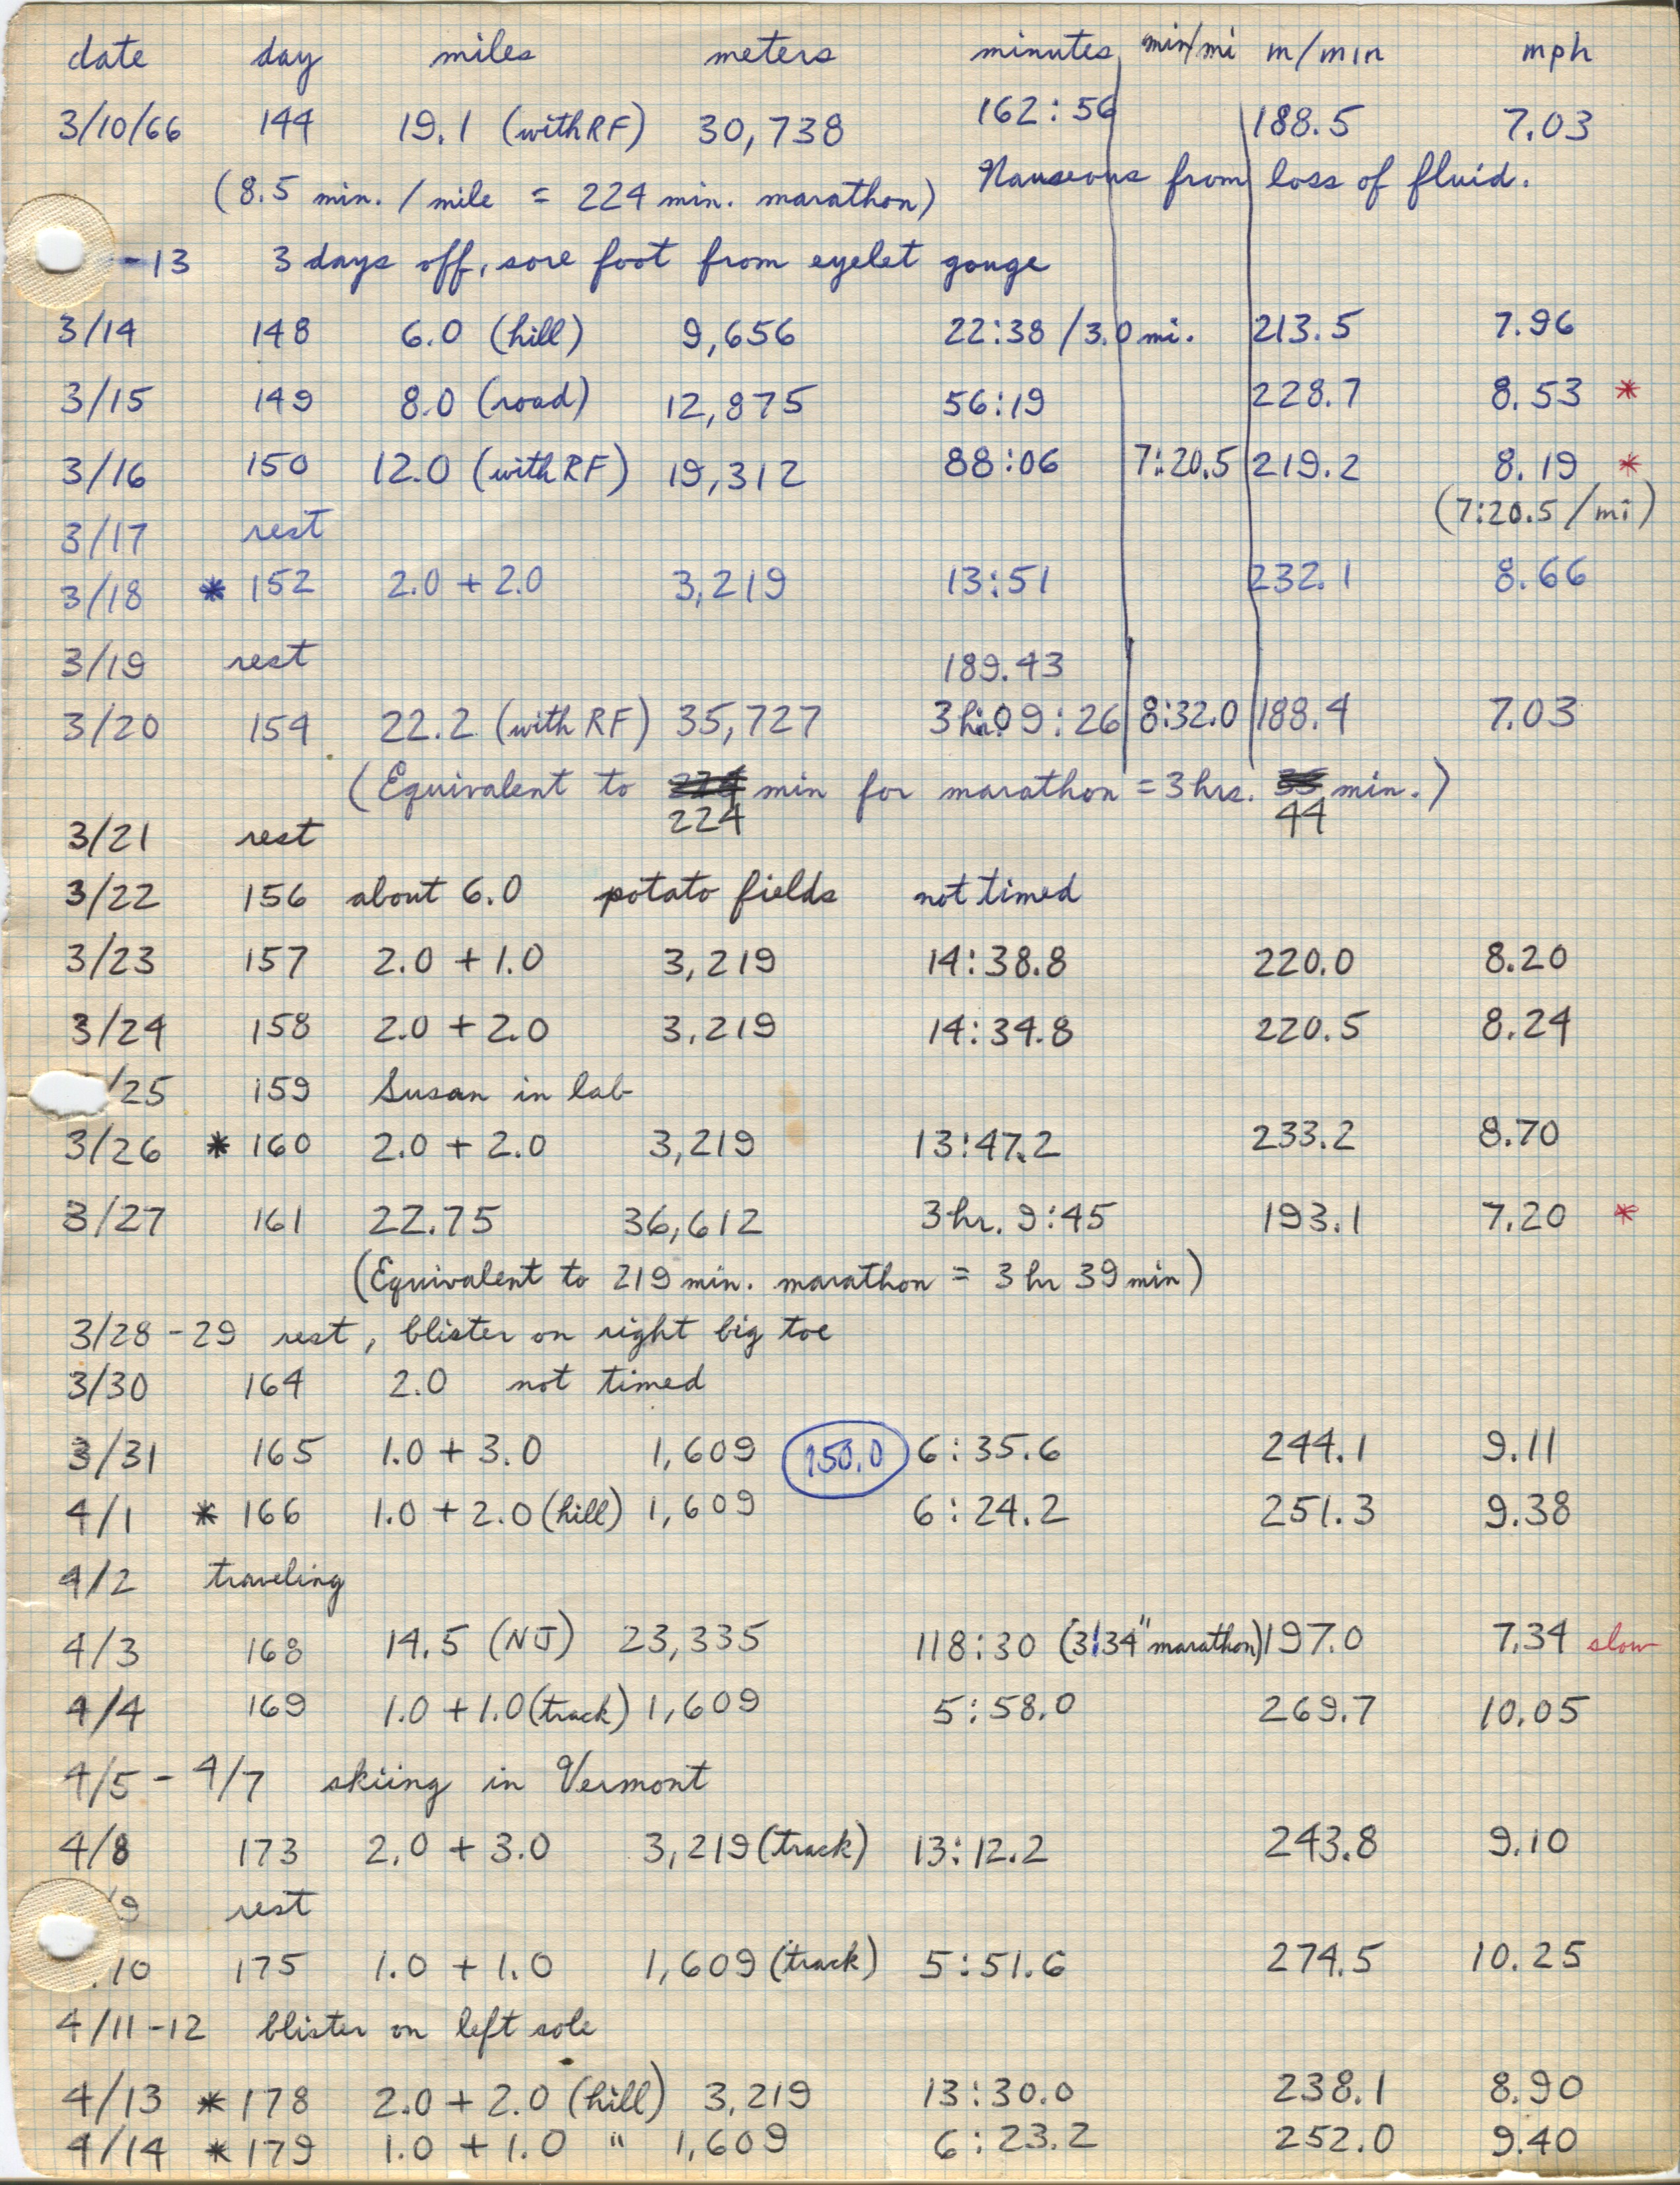 date day miles meters minutes min/mi m/min mph
3/10/66 144 19.1 (with RF) 30,738 162:56 188.5 7.03
(8.5 min. / mile = 224 min. marathon) Nauseous from loss of fluid.
-13 3 days off, sore foot from eyelet gouge
3/14 148 6.0 (hill) 9,656 22:38 / 3.0 mi. 213.5 7.96
3/15 149 8.0 (road) 12,875 56:19 228.7 8.53 *
3/16 150 12.0 (with RF) 19,312 88:06 7:20.5 219.2 8.19 *
(7:20.5/mi)
3/17 rest
3/18 * 152 2.0 + 2.0 3,219 13:51 232.1 8.66
3/19 rest 189.43
3/20 154 22.2 (with RF) 35,727 3 hr. 09:26 8:32.0 188.4 7.03
(Equivalent to 224 min for marathon = 3 hrs. 44 min.)
3/21 rest
3/22 156 about 6.0 potato fields not timed
3/23 157 2.0 + 1.0 3,219 14:38.8 220.0 8.20
3/24 158 2.0 + 2.0 3,219 14:34.8 220.5 8.24
/25 159 Susan in lab
3/26 * 160 2.0 + 2.0 3,219 13:47.2 233.2 8.70
3/27 161 22.75 36,612 3 hr. 9:45 193.1 7.20 *
(Equivalent to 219 min. marathon = 3 hr 39 min)
3/28-29 rest, blister on right big toe
3/30 164 2.0 not timed
3/31 165 1.0 + 3.0 1,609 150.0 6:35.6 244.1 9.11
4/1 * 166 1.0 + 2.0 (hill) 1,609 6:24.2 251.3 9.38
4/2 traveling
4/3 168 14.5 (NJ) 23,335 118:30 (3:34" marathon) 197.0 7.34 slow
4/4 169 1.0 + 1.0 (track) 1,609 5:58.0 269.7 10.05
4/5 - 4/7 skiing in Vermont
4/8 173 2.0 + 3.0 3,219 (track) 13:12.2 243.8 9.10
/9 rest
10 175 1.0 + 1.0 1,609 (track) 5:51.6 274.5 10.25
4/11-12 blister on left sole
4/13 * 178 2.0 + 2.0 (hill) 3,219 13:30.0 238.1 8.90
4/14 * 179 1.0 + 1.0 " 1,609 6:23.2 252.0 9.40